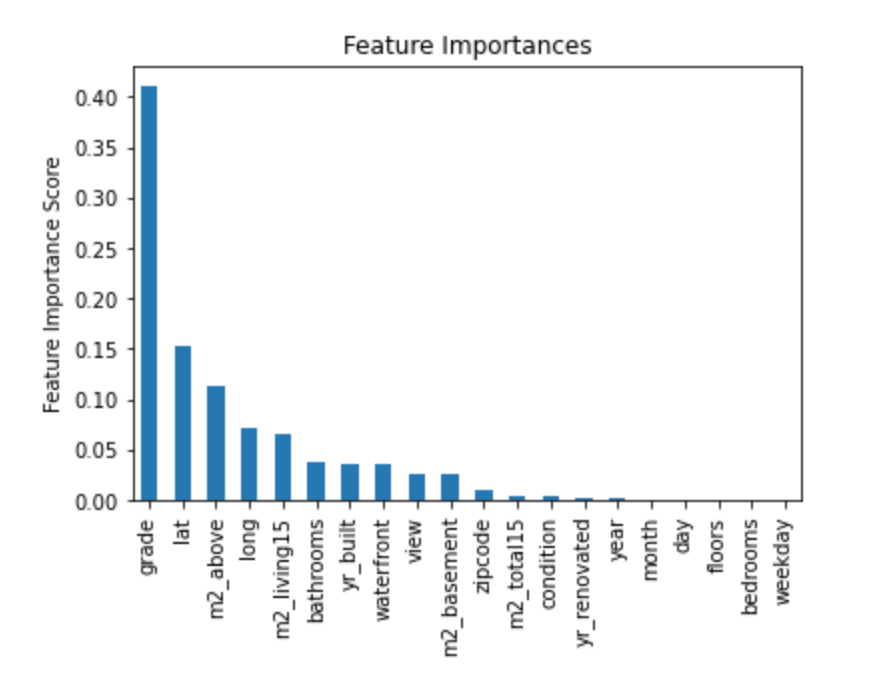 Feature Importances
Feature Importance Score
0.40
0.35
0.30
0.25
0.20
0.15
0.10
0.05
0.00
grade
lat
m2_above
long
m2_living15
bathrooms
yr_built
waterfront
view
m2_basement
zipcode
m2_total15
condition
yr_renovated
year
month
day
floors
bedrooms
weekday